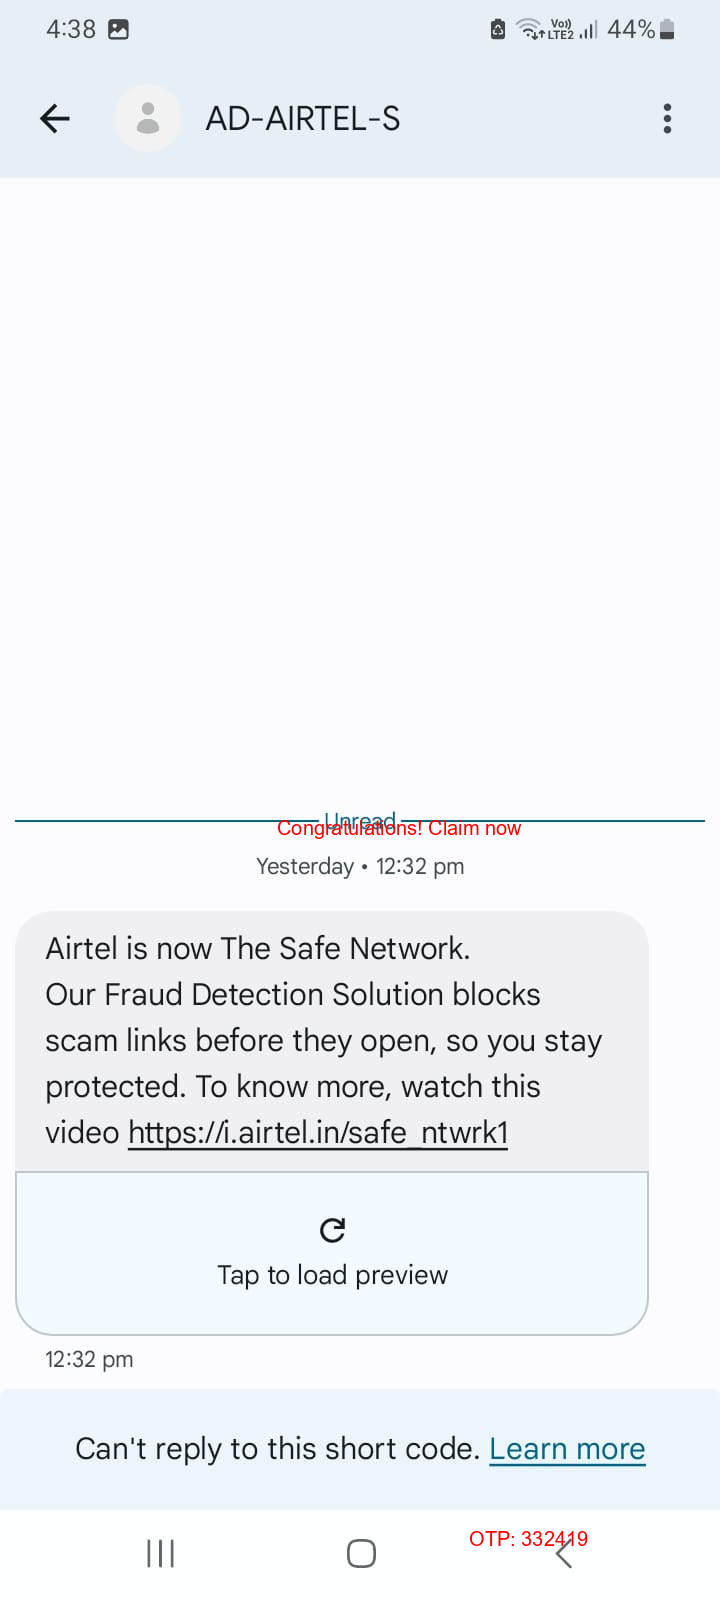 4:38
Vo))
LTE2
44%
AD-AIRTEL-S
Unread
Congratulations! Claim now
Yesterday • 12:32 pm
Airtel is now The Safe Network.
Our Fraud Detection Solution blocks
scam links before they open, so you stay
protected. To know more, watch this
video https://i.airtel.in/safe_ntwrk1
Tap to load preview
12:32 pm
Can't reply to this short code. Learn more
OTP: 332419